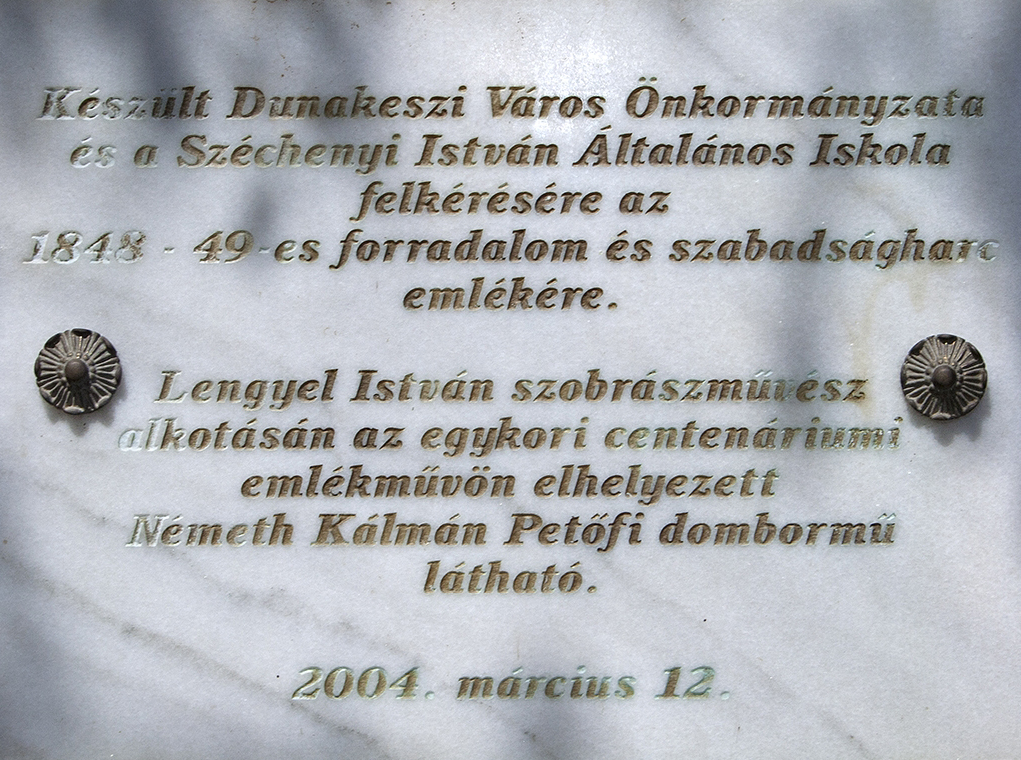 Készült Dunakeszi Város Önkormányzata
és a Széchenyi István Általános Iskola
felkérésére az
1848 - 49-es forradalom és szabadságharc
emlékére.
Lengyel István szobrászművész
alkotásán az egykori centenáriumi
emlékművön elhelyezett
Németh Kálmán Petőfi dombormű
látható.
2004. március 12.